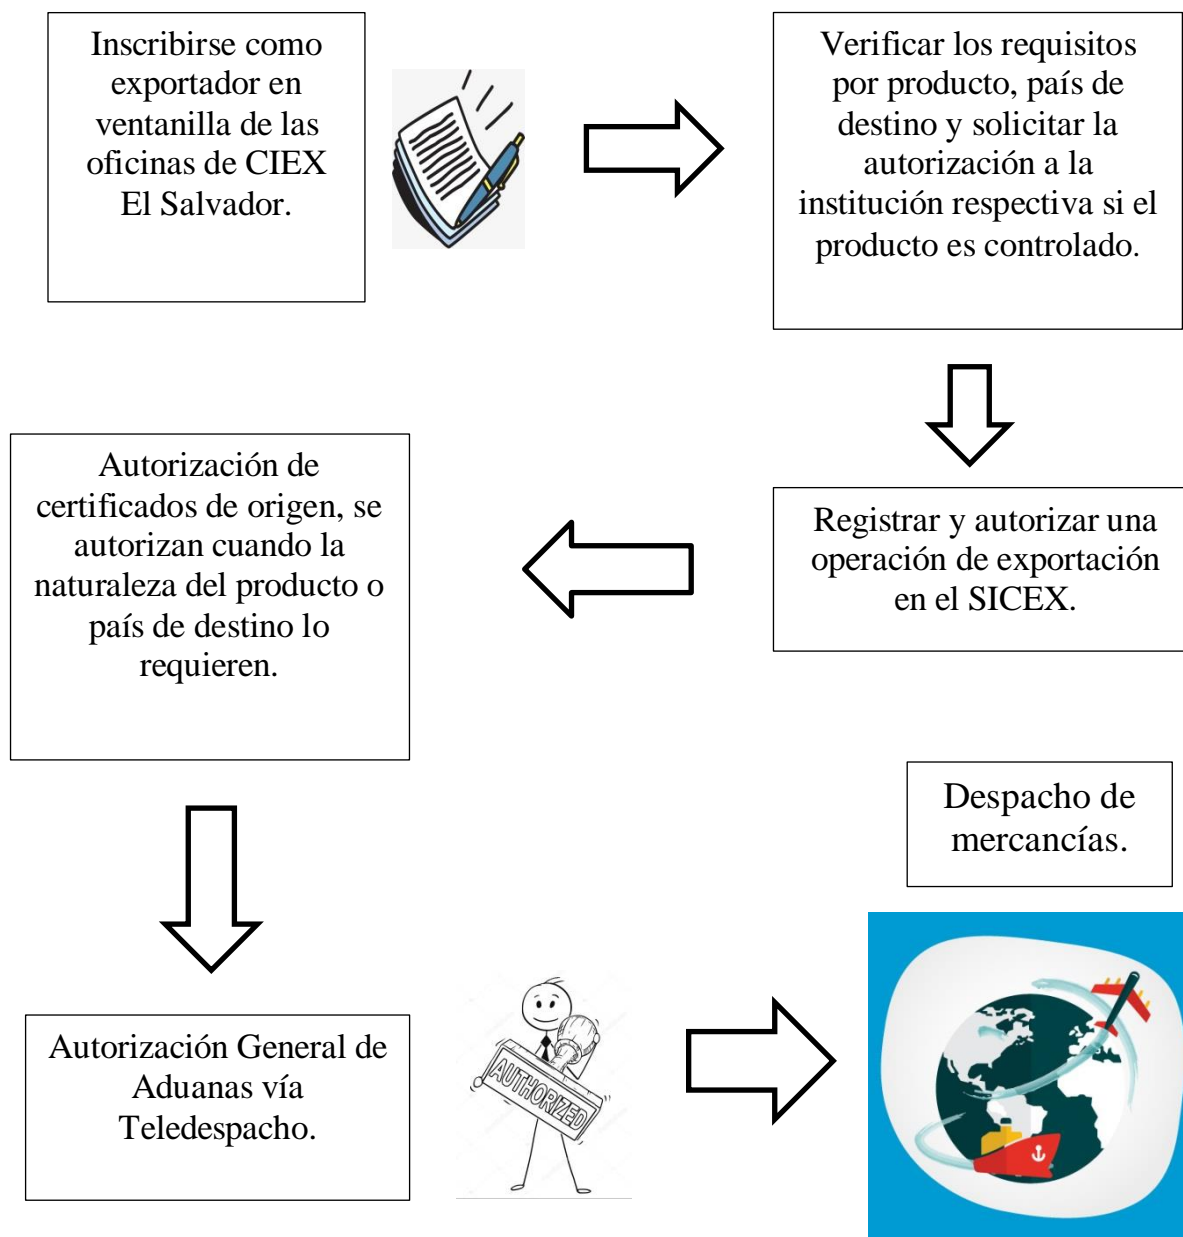 Inscribirse como
exportador en
ventanilla de las
oficinas de CIEX
El Salvador.
Verificar los requisitos
por producto, país de
destino y solicitar la
autorización a la
institución respectiva si el
producto es controlado.
Registrar y autorizar una
operación de exportación
en el SICEX.
Autorización de
certificados de origen, se
autorizan cuando la
naturaleza del producto o
país de destino lo
requieren.
Autorización General de
Aduanas vía
Teledespacho.
AUTHORIZED
Despacho de
mercancías.